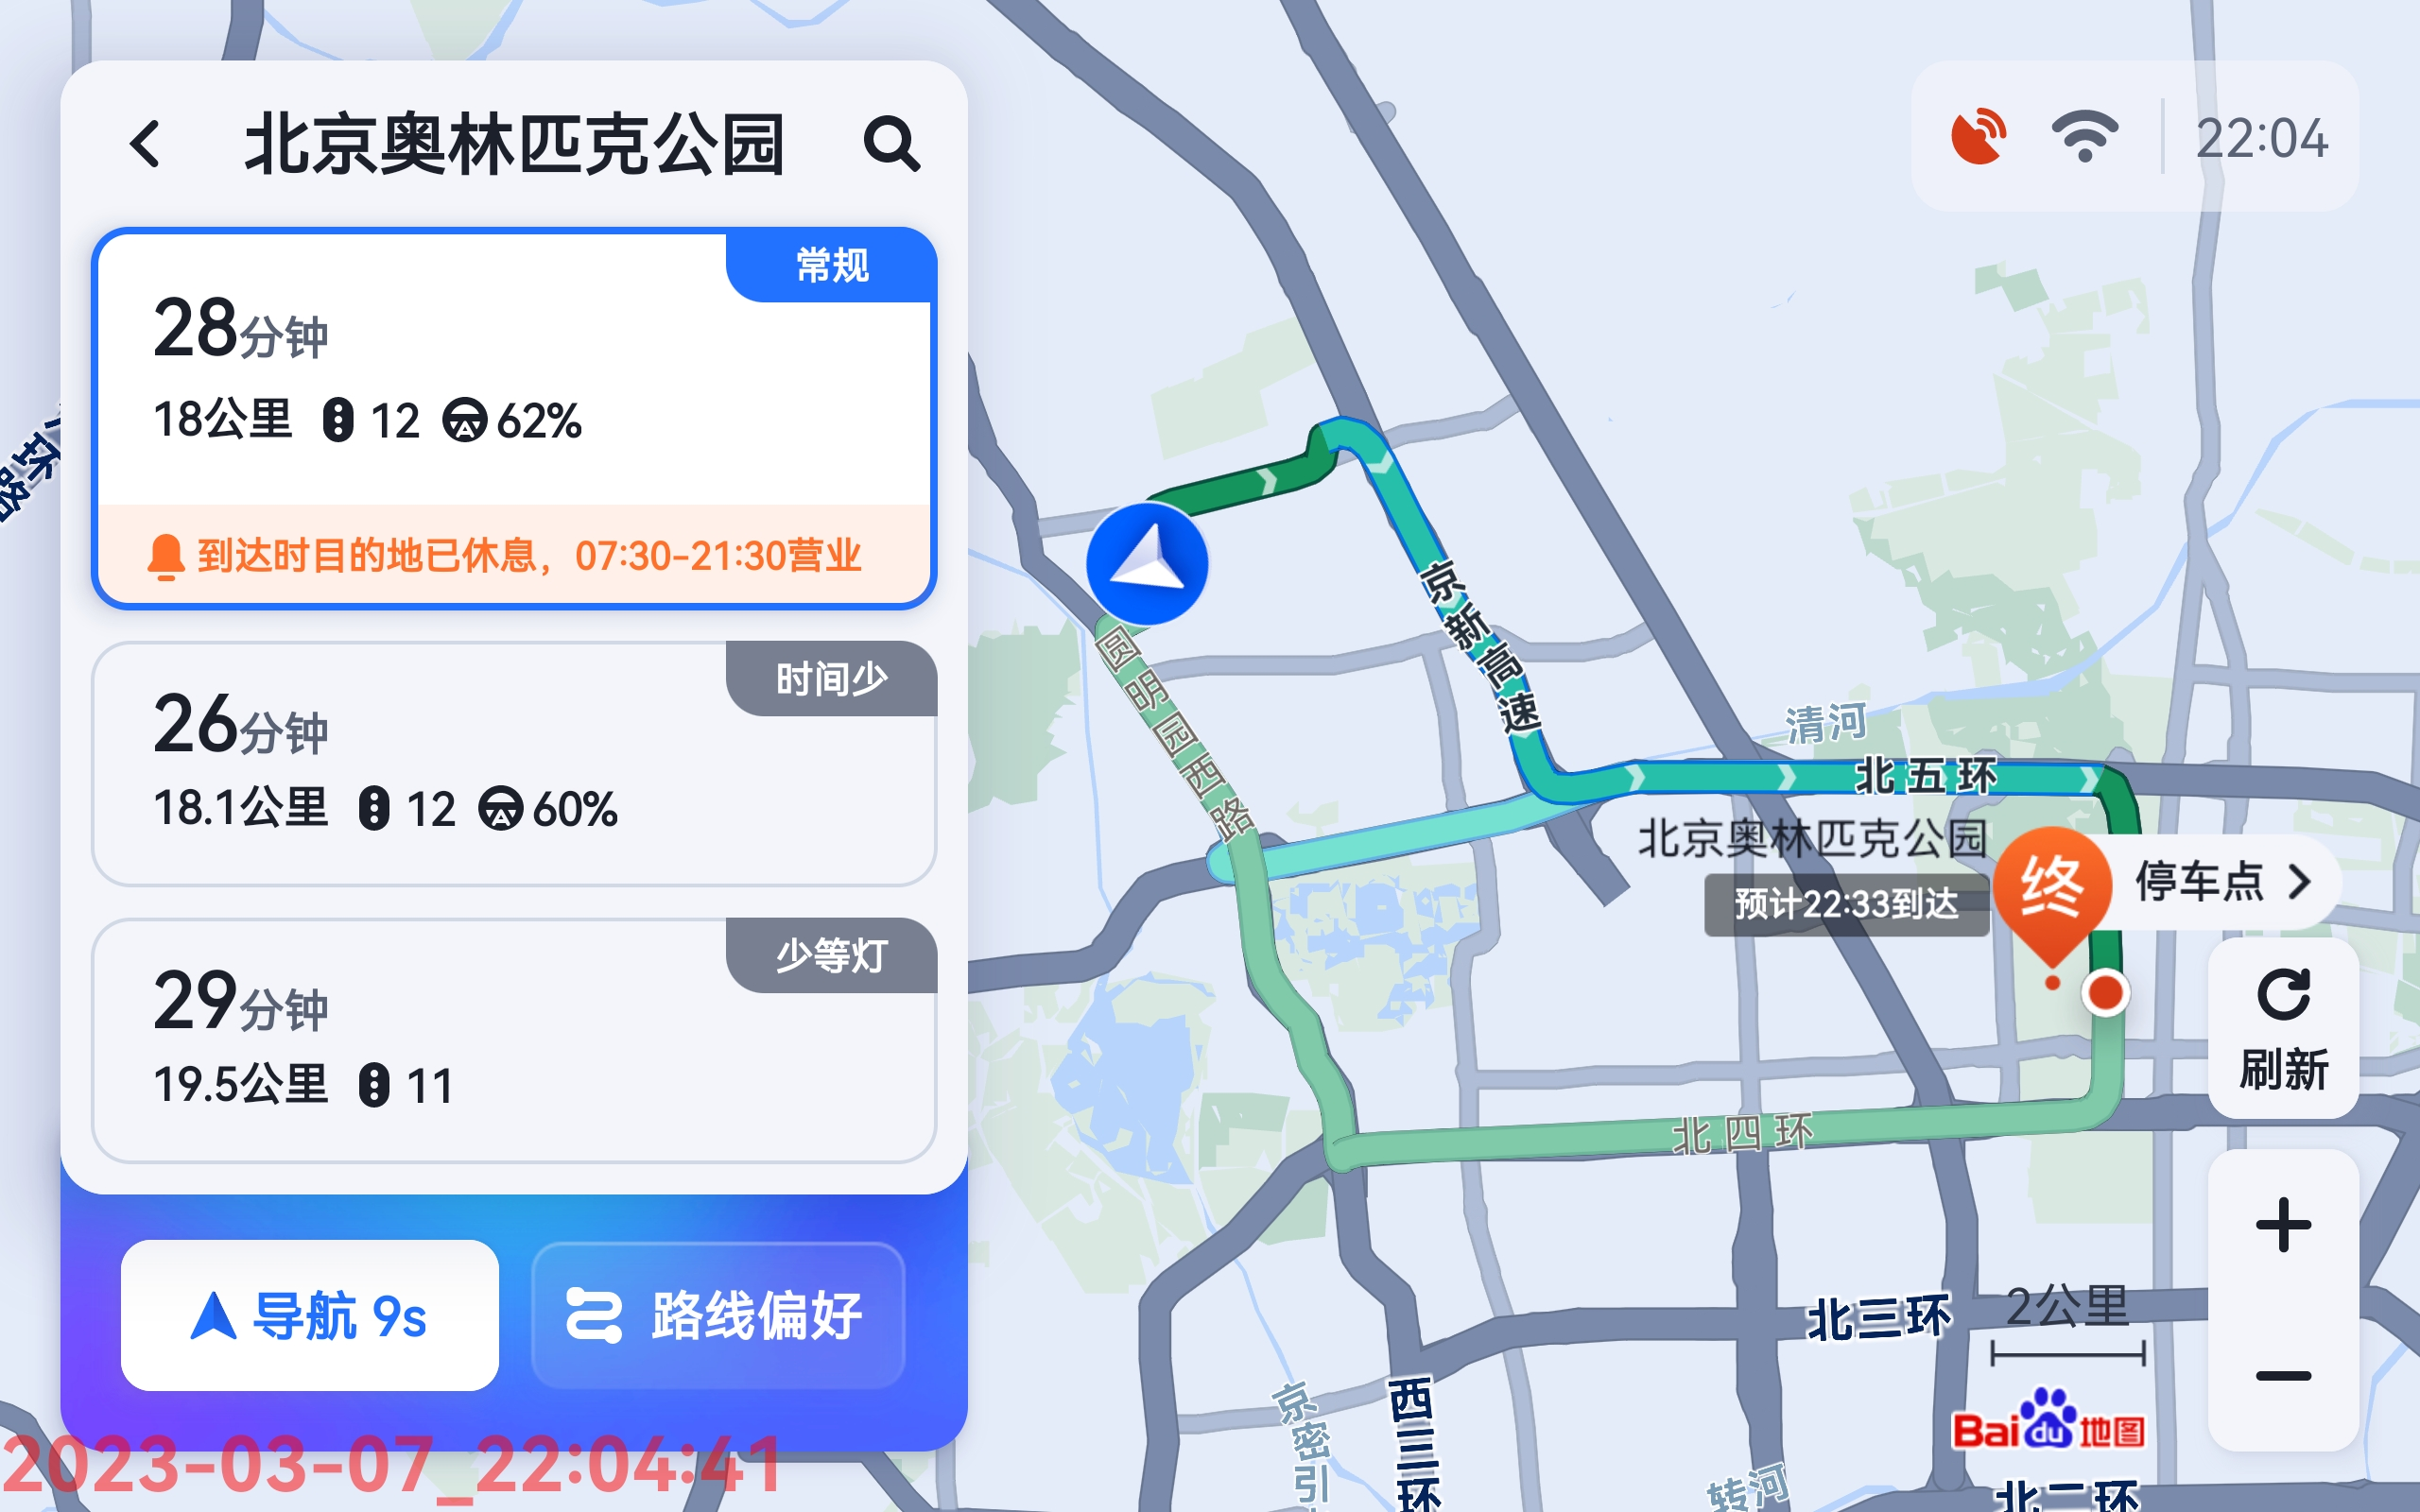 北京奥林匹克公园
常规
28分钟
18公里 12 62%
到达时目的地已休息，07:30-21:30营业
时间少
26分钟
18.1公里 12 60%
少等灯
29分钟
19.5公里 11
导航 9s
路线偏好
2023-03-07_22:04:41
22:04
环
路
京新高速
圆明园西路
清河
北五环
北京奥林匹克公园
预计22:33到达
终
停车点
刷新
北四环
北三环
2公里
西三环
京密引
Bai du 地图
转河
北二环